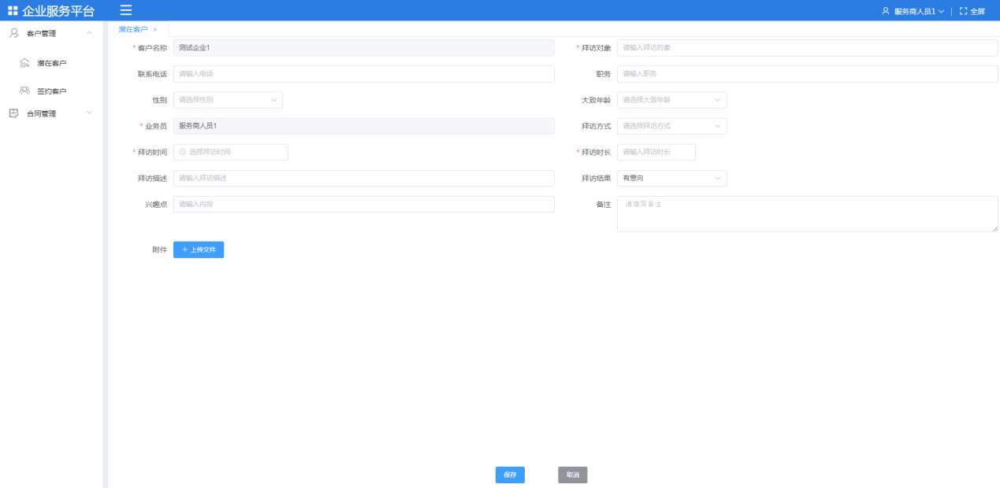 企业服务平台
服务商人员1 | 全屏
客户管理
潜在客户
签约客户
合同管理
潜在客户 ×
* 客户名称 测试企业1 * 拜访对象 请输入拜访对象
联系电话 请输入电话 职务 请输入职务
性别 请选择性别 大致年龄 请选择大致年龄
* 业务员 服务商人员1 拜访方式 请选择拜访方式
* 拜访时间 选择拜访时间 * 拜访时长 请输入拜访时长
拜访描述 请输入拜访描述 拜访结果 有意向
兴趣点 请输入内容 备注 请填写备注
附件 + 上传文件
保存 取消